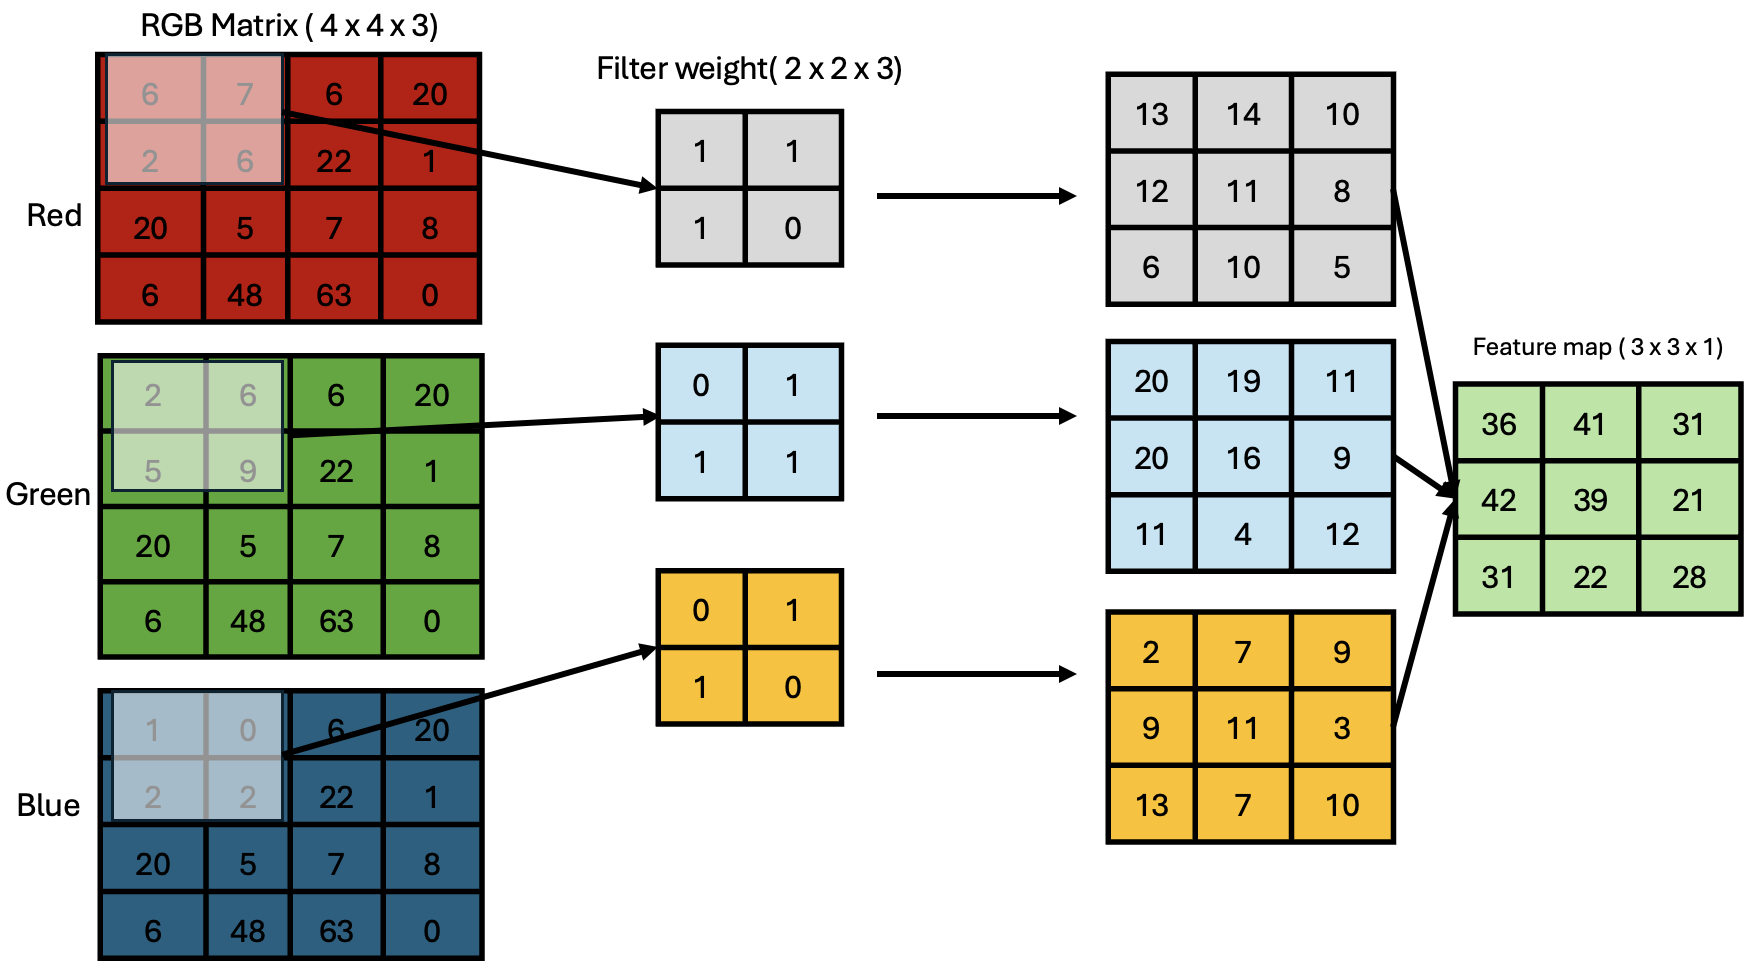 RGB Matrix ( 4 x 4 x 3)
Filter weight( 2 x 2 x 3)
Red
6 7 6 20
2 6 22 1
20 5 7 8
6 48 63 0
1 1
1 0
13 14 10
12 11 8
6 10 5
Green
2 6 6 20
5 9 22 1
20 5 7 8
6 48 63 0
0 1
1 1
20 19 11
20 16 9
11 4 12
Feature map ( 3 x 3 x 1)
36 41 31
42 39 21
31 22 28
Blue
1 0 6 20
2 2 22 1
20 5 7 8
6 48 63 0
0 1
1 0
2 7 9
9 11 3
13 7 10